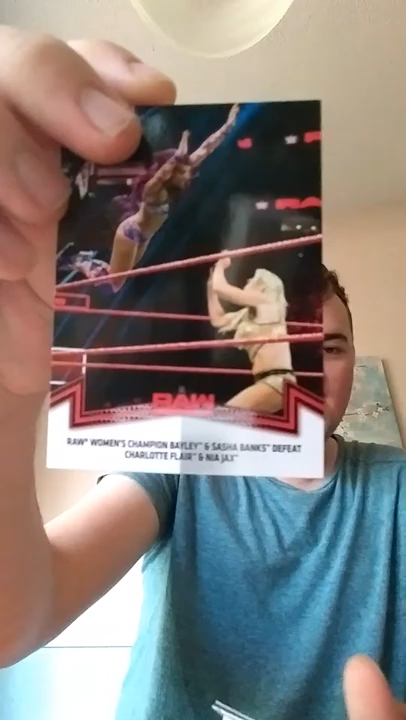 RAW
RAW® WOMEN'S CHAMPION BAYLEY™ & SASHA BANKS™ DEFEAT
CHARLOTTE FLAIR™ & NIA JAX™